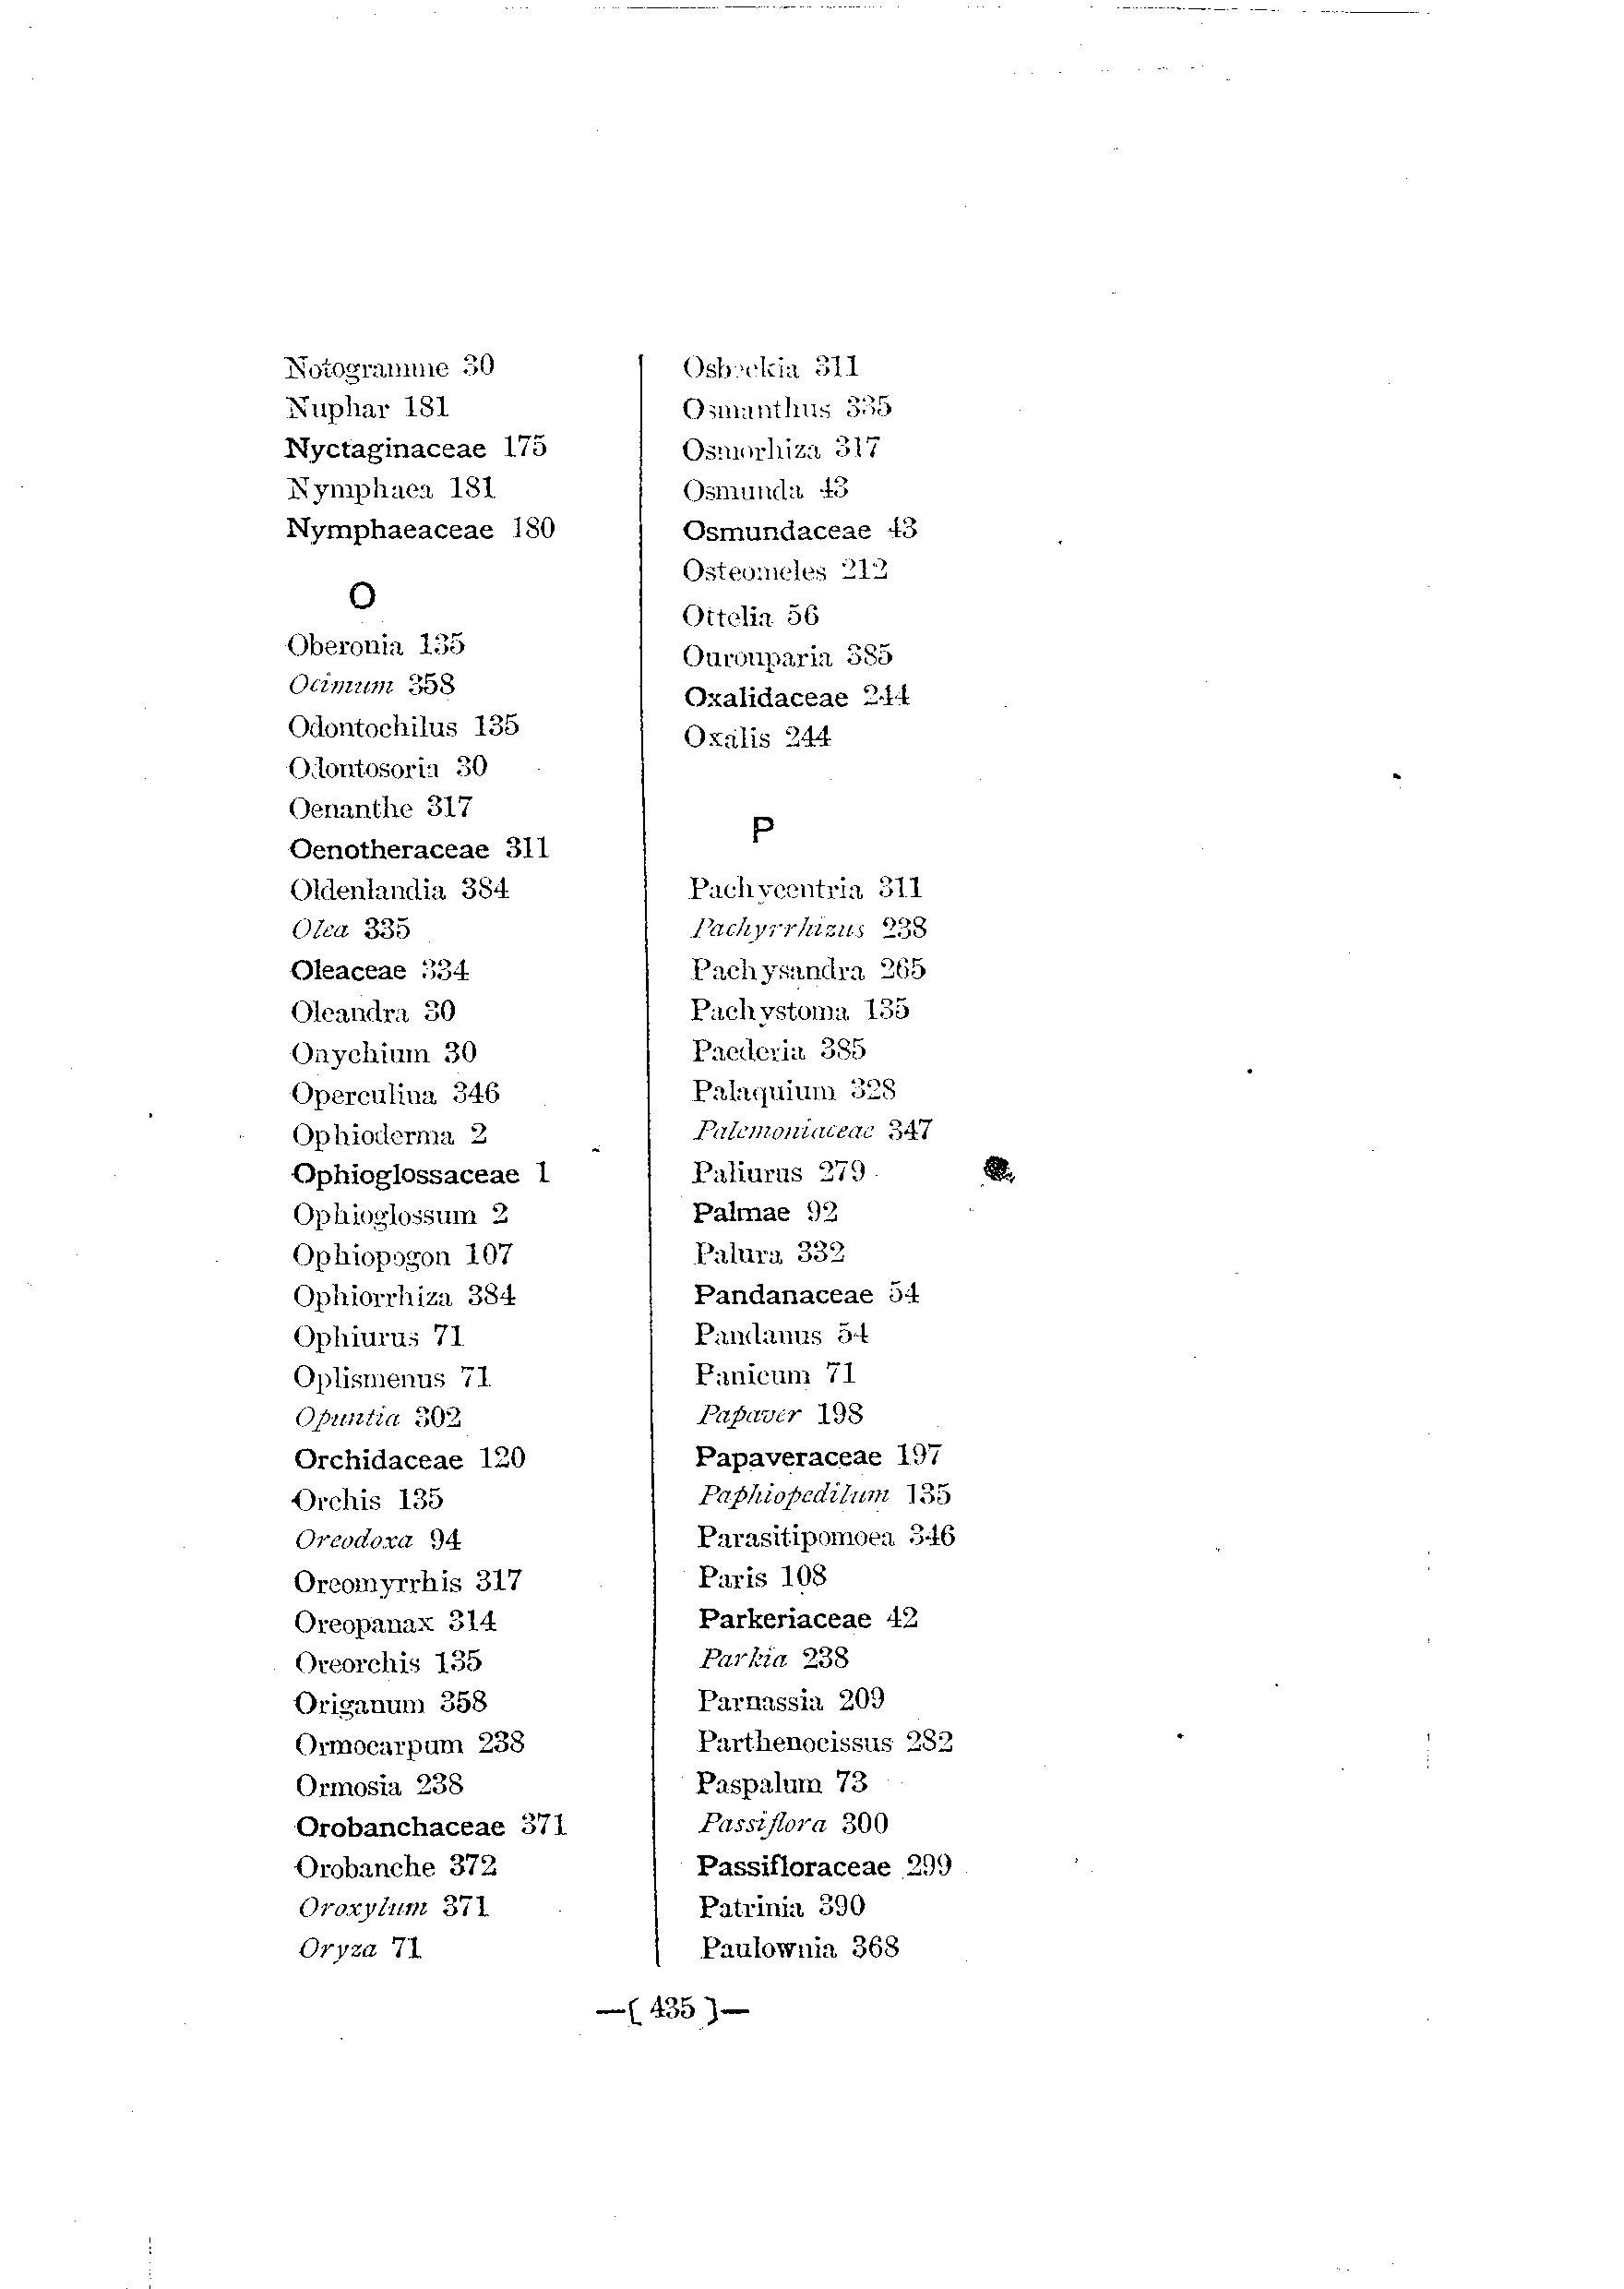 Notogramme 30
Nuphar 181
Nyctaginaceae 175
Nymphaea 181
Nymphaeaceae 180
O
Oberonia 135
Ocimum 358
Odontochilus 135
Odontosoria 30
Oenanthe 317
Oenotheraceae 311
Oldenlandia 384
Olea 335
Oleaceae 334
Oleandra 30
Onychium 30
Operculina 346
Ophioderma 2
Ophioglossaceae 1
Ophioglossum 2
Ophiopogon 107
Ophiorrhiza 384
Ophiurus 71
Oplismenus 71
Opuntia 302
Orchidaceae 120
Orchis 135
Oreodoxa 94
Oreomyrrhis 317
Oreopanax 314
Oreorchis 135
Origanum 358
Ormocarpum 238
Ormosia 238
Orobanchaceae 371
Orobanche 372
Oroxylum 371
Oryza 71
Osbeckia 311
Osmanthus 335
Osmorhiza 317
Osmunda 43
Osmundaceae 43
Osteomeles 212
Ottelia 56
Ourouparia 385
Oxalidaceae 244
Oxalis 244
P
Pachycentria 311
Pachyrrhizus 238
Pachysandra 265
Pachystoma 135
Paederia 385
Palaquium 328
Palemoniaceae 347
Paliurus 279
Palmae 92
Palura 332
Pandanaceae 54
Pandanus 54
Panicum 71
Papaver 198
Papaveraceae 197
Paphiopedilum 135
Parasitipomoea 346
Paris 108
Parkeriaceae 42
Parkia 238
Parnassia 209
Parthenocissus 282
Paspalum 73
Passiflora 300
Passifloraceae 299
Patrinia 390
Paulownia 368
—( 435 )—